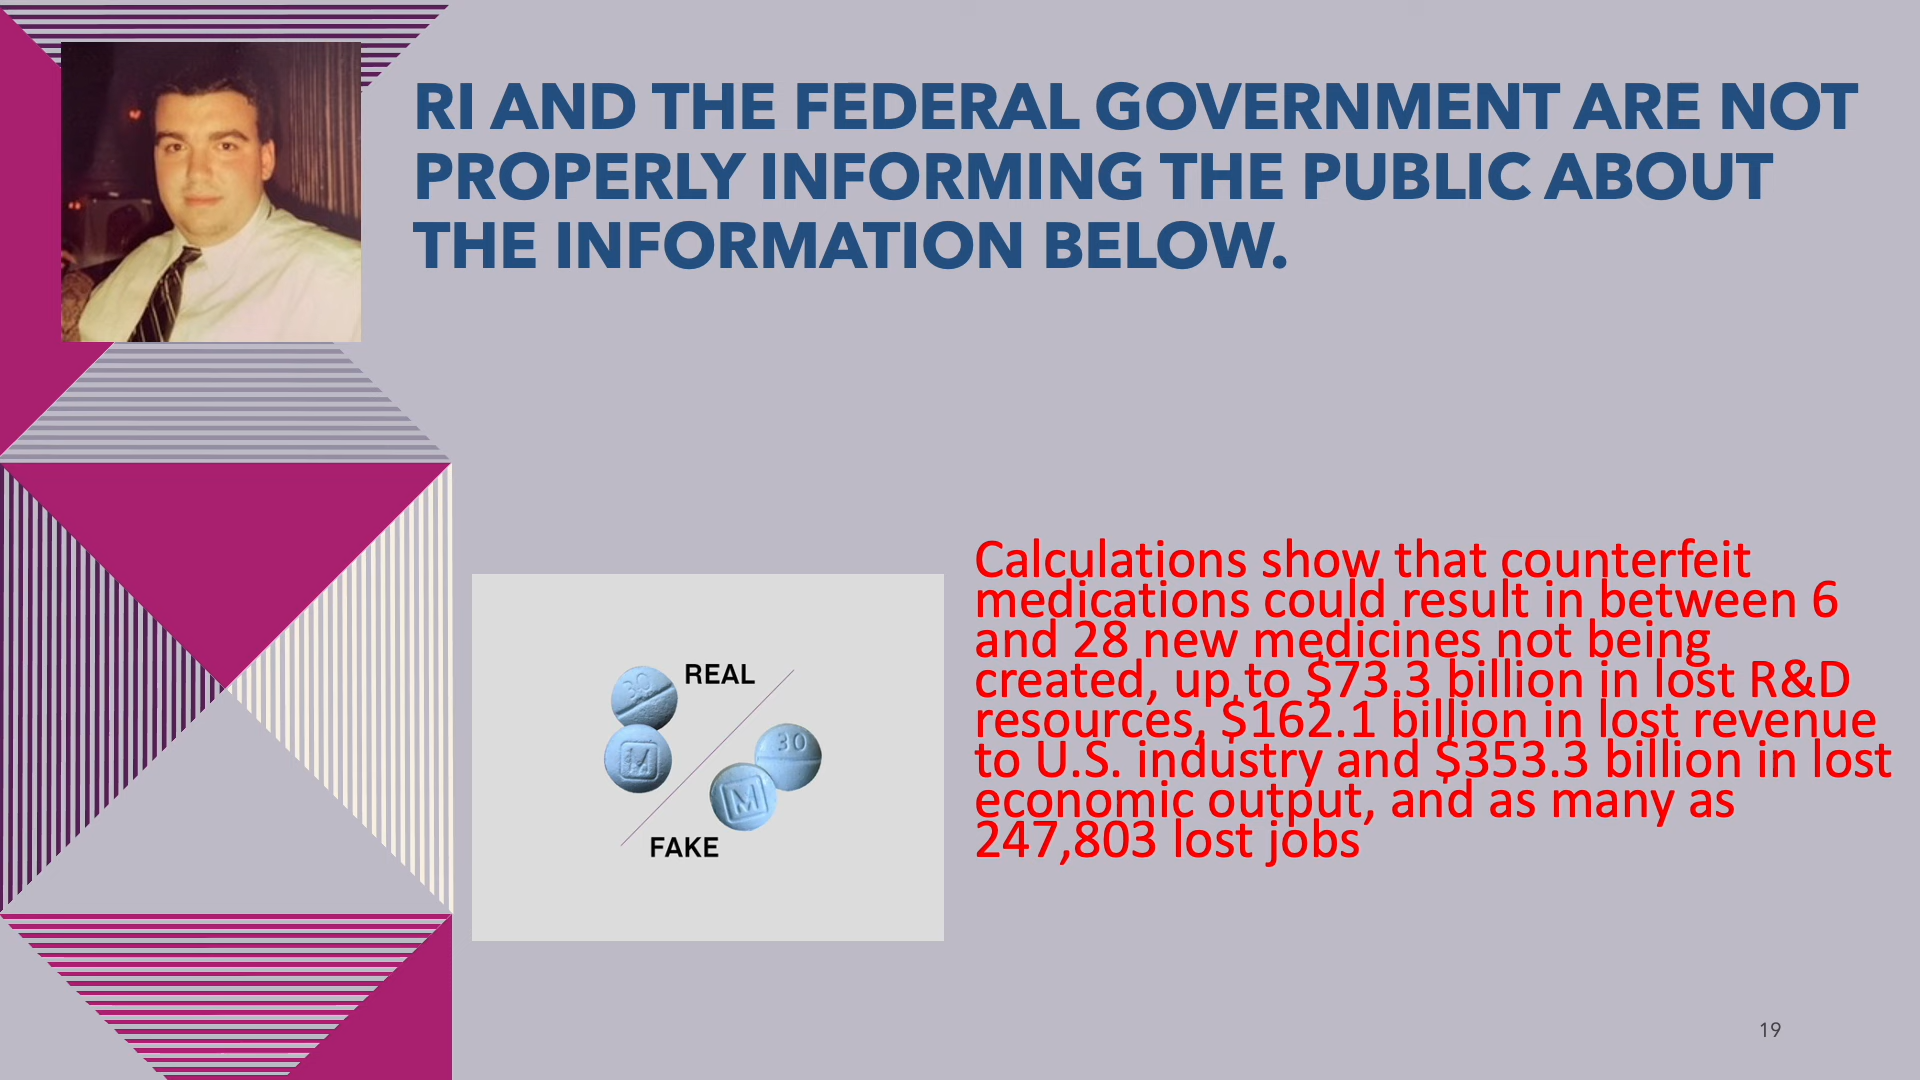 RI AND THE FEDERAL GOVERNMENT ARE NOT
PROPERLY INFORMING THE PUBLIC ABOUT
THE INFORMATION BELOW.
Calculations show that counterfeit
medications could result in between 6
and 28 new medicines not being
created, up to $73.3 billion in lost R&D
resources, $162.1 billion in lost revenue
to U.S. industry and $353.3 billion in lost
economic output, and as many as
247,803 lost jobs
REAL
30
M
30
M
FAKE
19